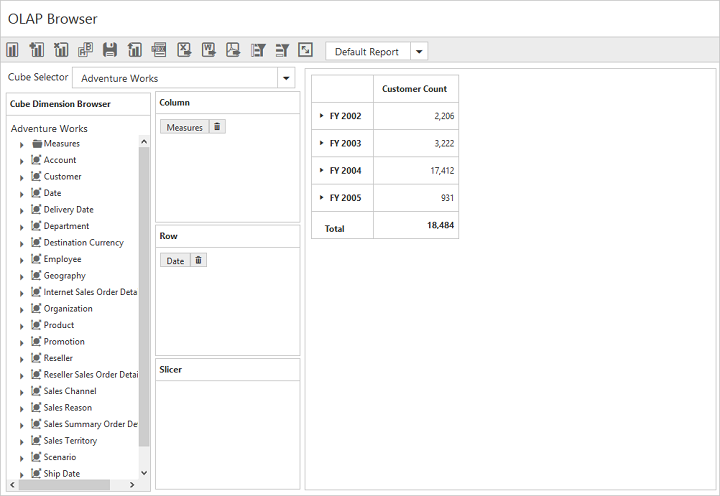 OLAP Browser
Default Report
Cube Selector Adventure Works
Cube Dimension Browser
Adventure Works
Measures
Account
Customer
Date
Delivery Date
Department
Destination Currency
Employee
Geography
Internet Sales Order Deta
Organization
Product
Promotion
Reseller
Reseller Sales Order Detai
Sales Channel
Sales Reason
Sales Summary Order De
Sales Territory
Scenario
Ship Date
Column
Measures
Row
Date
Slicer
Customer Count
FY 2002 2,206
FY 2003 3,222
FY 2004 17,412
FY 2005 931
Total 18,484